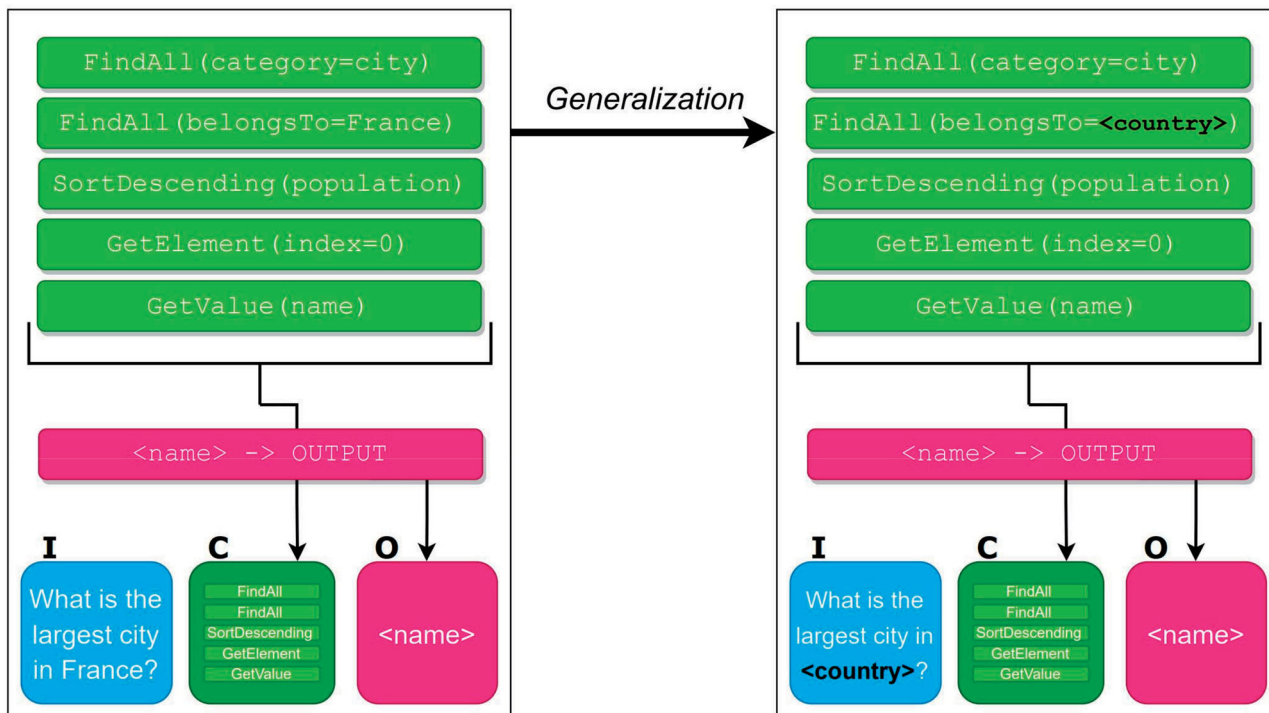 FindAll(category=city)
FindAll(belongsTo=France)
SortDescending(population)
GetElement(index=0)
GetValue(name)
<name> -> OUTPUT
I
C
O
What is the
largest city
in France?
FindAll
FindAll
SortDescending
GetElement
GetValue
<name>
Generalization
FindAll(category=city)
FindAll(belongsTo=<country>)
SortDescending(population)
GetElement(index=0)
GetValue(name)
<name> -> OUTPUT
I
C
O
What is the
largest city in
<country>?
FindAll
FindAll
SortDescending
GetElement
GetValue
<name>